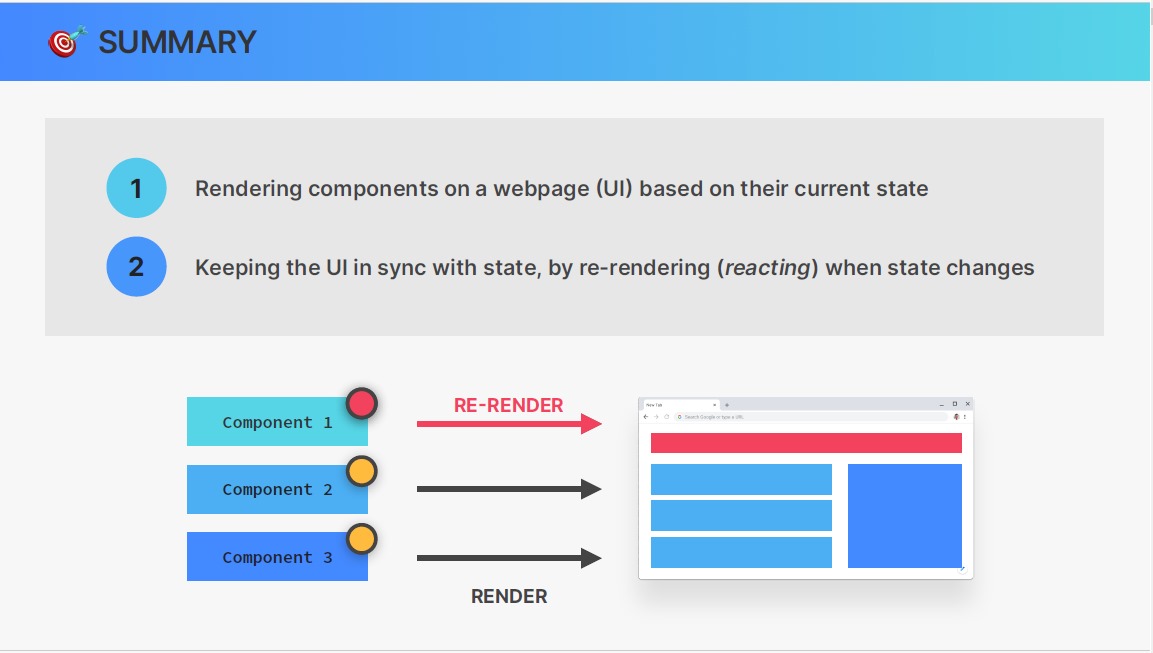 SUMMARY
1
Rendering components on a webpage (UI) based on their current state
2
Keeping the UI in sync with state, by re-rendering (reacting) when state changes
Component 1
RE-RENDER
Component 2
Component 3
RENDER
New Tab
Search Google or type a URL